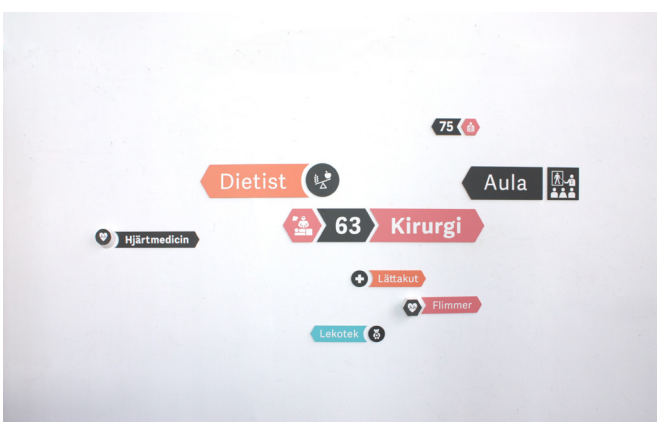 75
Dietist
Aula
63 Kirurgi
Hjärtmedicin
Lättakut
Flimmer
Lekotek